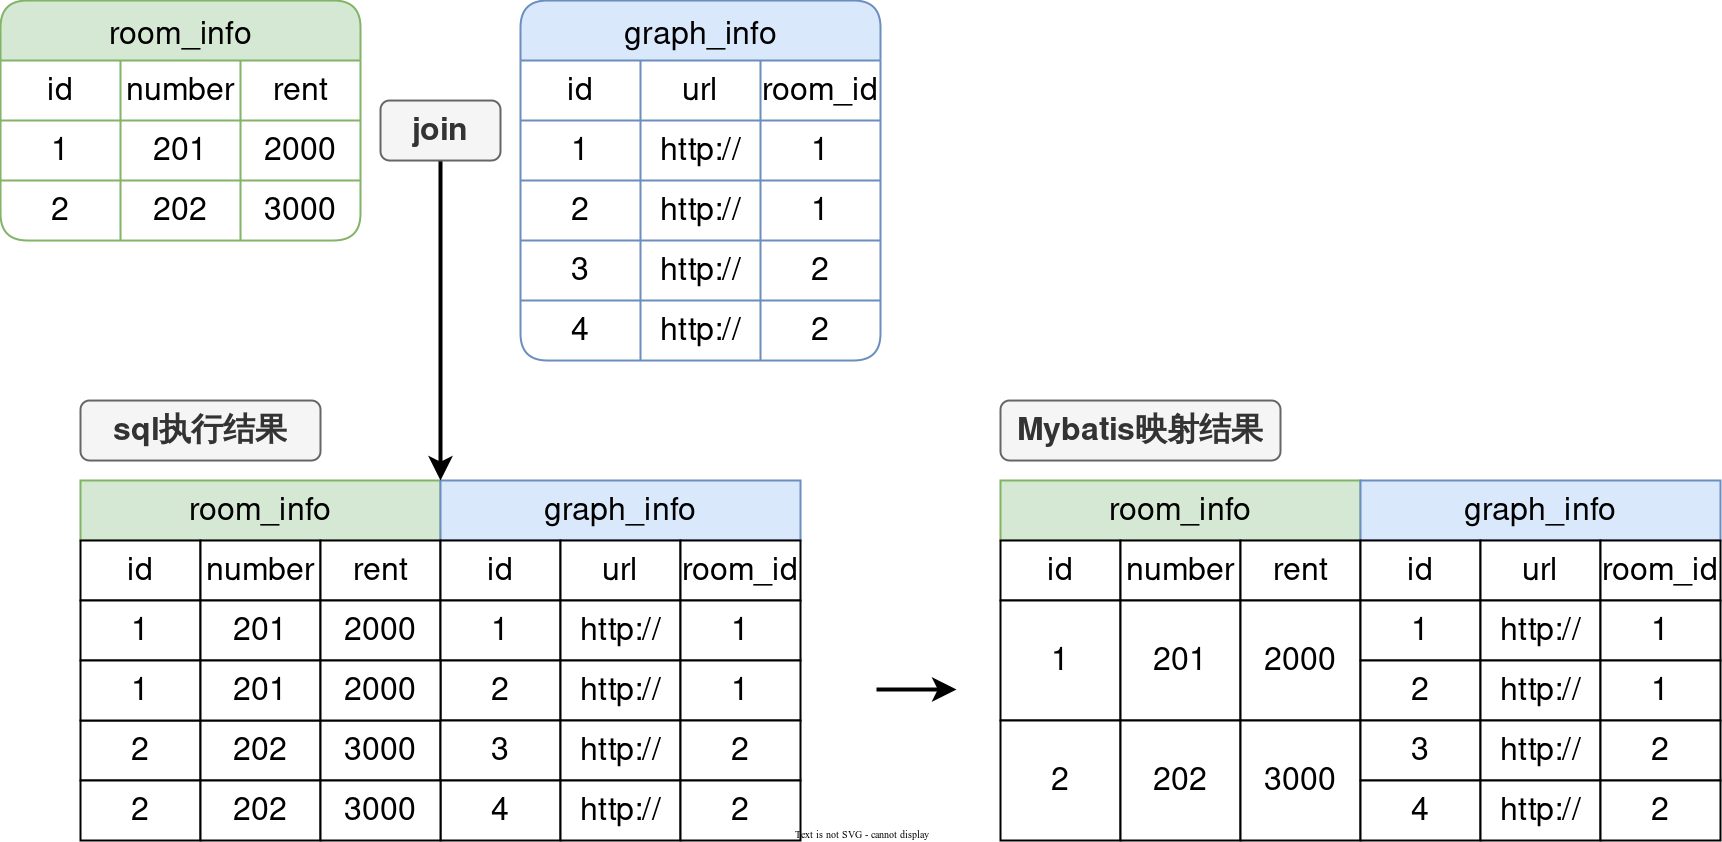 room_info
id number rent
1 201 2000
2 202 3000
join
graph_info
id url room_id
1 http:// 1
2 http:// 1
3 http:// 2
4 http:// 2
sql执行结果
room_info graph_info
id number rent id url room_id
1 201 2000 1 http:// 1
1 201 2000 2 http:// 1
2 202 3000 3 http:// 2
2 202 3000 4 http:// 2
Mybatis映射结果
room_info graph_info
id number rent id url room_id
1 201 2000 1 http:// 1
2 http:// 1
2 202 3000 3 http:// 2
4 http:// 2
Text is not SVG - cannot display